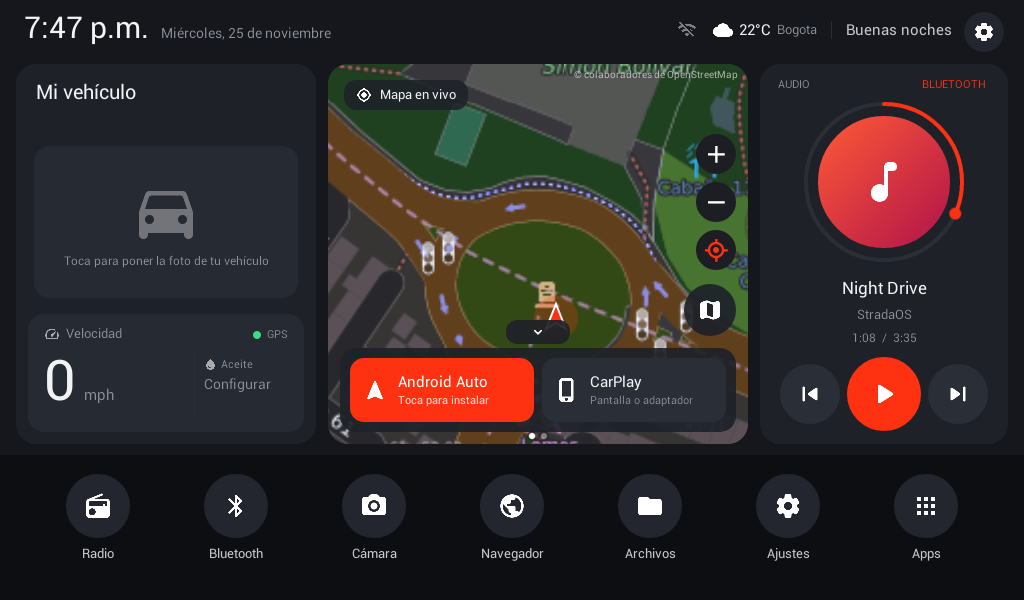 7:47 p.m. Miércoles, 25 de noviembre
22°C Bogota
Buenas noches
Mi vehículo
Toca para poner la foto de tu vehículo
Velocidad
GPS
0 mph
Aceite
Configurar
© colaboradores de OpenStreetMap
Mapa en vivo
Android Auto
Toca para instalar
CarPlay
Pantalla o adaptador
AUDIO
BLUETOOTH
Night Drive
StradaOS
1:08 / 3:35
Radio
Bluetooth
Cámara
Navegador
Archivos
Ajustes
Apps